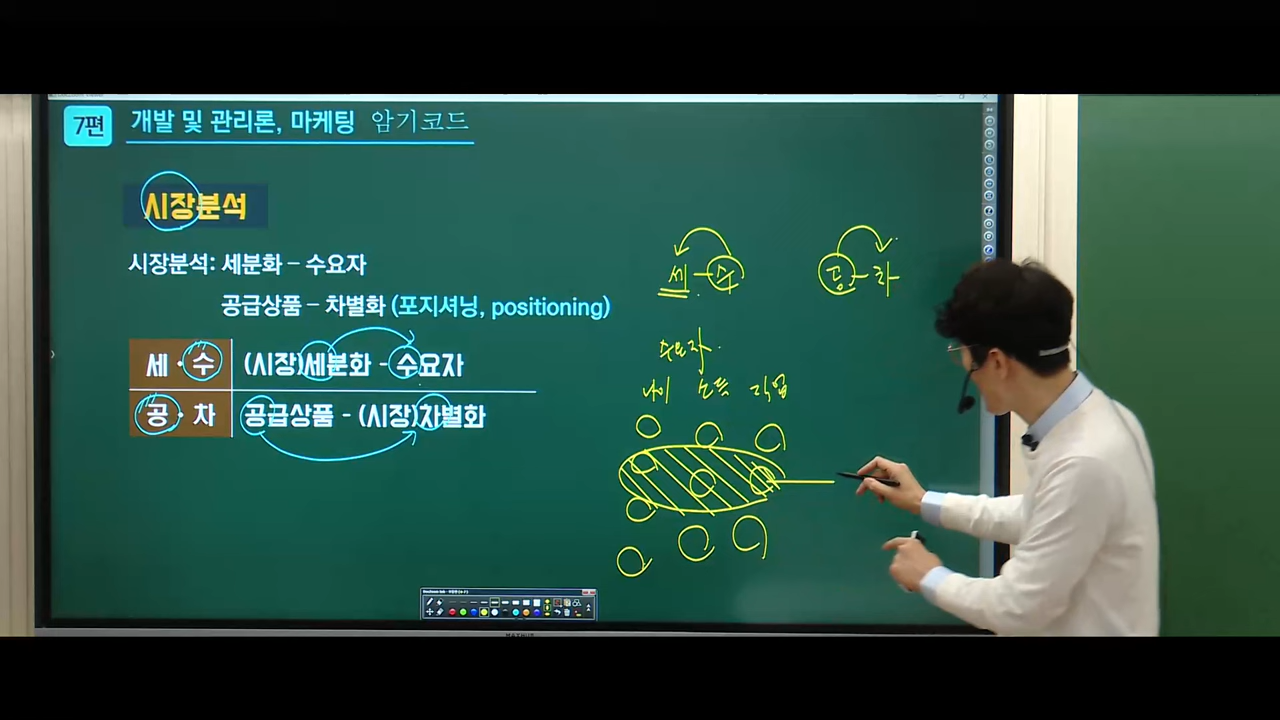 7편 개발 및 관리론, 마케팅 암기코드
시장분석
시장분석: 세분화 – 수요자
공급상품 – 차별화 (포지셔닝, positioning)
세·수 (시장)세분화 - 수요자
공·차 공급상품 - (시장)차별화
세 – 수
공 – 차
수요자
나이 소득 직업